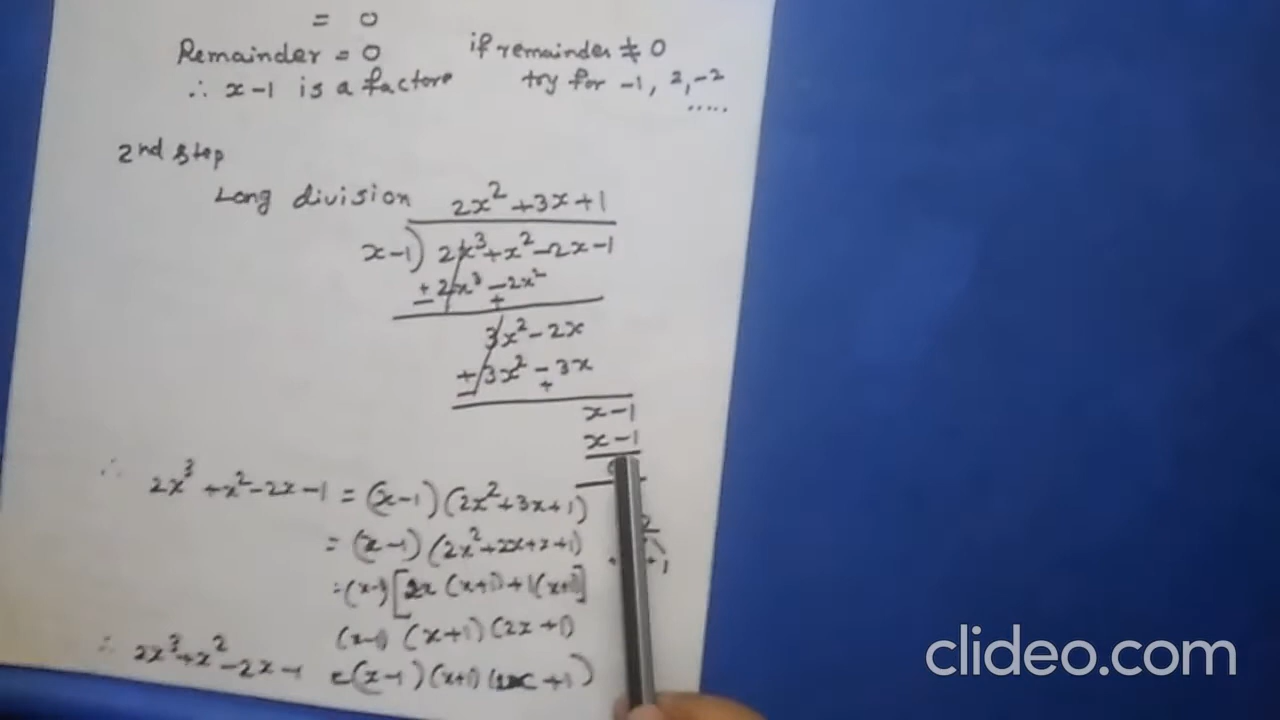 = 0
Remainder = 0 if remainder ≠ 0
∴ x-1 is a factor try for -1, 2, -2
.....
2nd step
Long division 2x² +3x+1
x-1) 2x³+x²-2x-1
+2x³ -2x²
- +
3x²-2x
+3x² - 3x
- +
x-1
x-1
∴ 2x³ +x²-2x-1 = (x-1)(2x²+3x+1)
= (x-1)(2x²+2x+x+1)
=(x-1)[2x(x+1)+1(x+1)]
(x-1)(x+1)(2x+1)
∴ 2x³+x²-2x-1 =(x-1)(x+1)(2x+1)
clideo.com